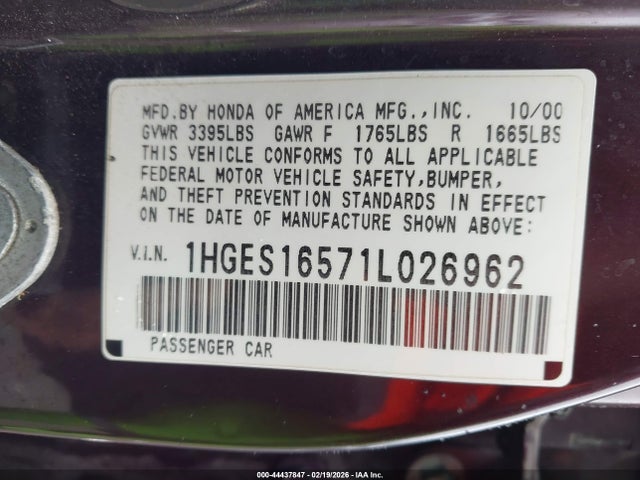 MFD.BY HONDA OF AMERICA MFG.,INC. 10/00
GVWR 3395LBS GAWR F 1765LBS R 1665LBS
THIS VEHICLE CONFORMS TO ALL APPLICABLE
FEDERAL MOTOR VEHICLE SAFETY,BUMPER,
AND THEFT PREVENTION STANDARDS IN EFFECT
ON THE DATE OF MANUFACTURE SHOWN ABOVE:
V.I.N. 1HGES16571L026962
PASSENGER CAR
000-44437847 - 02/19/2026 - IAA Inc.